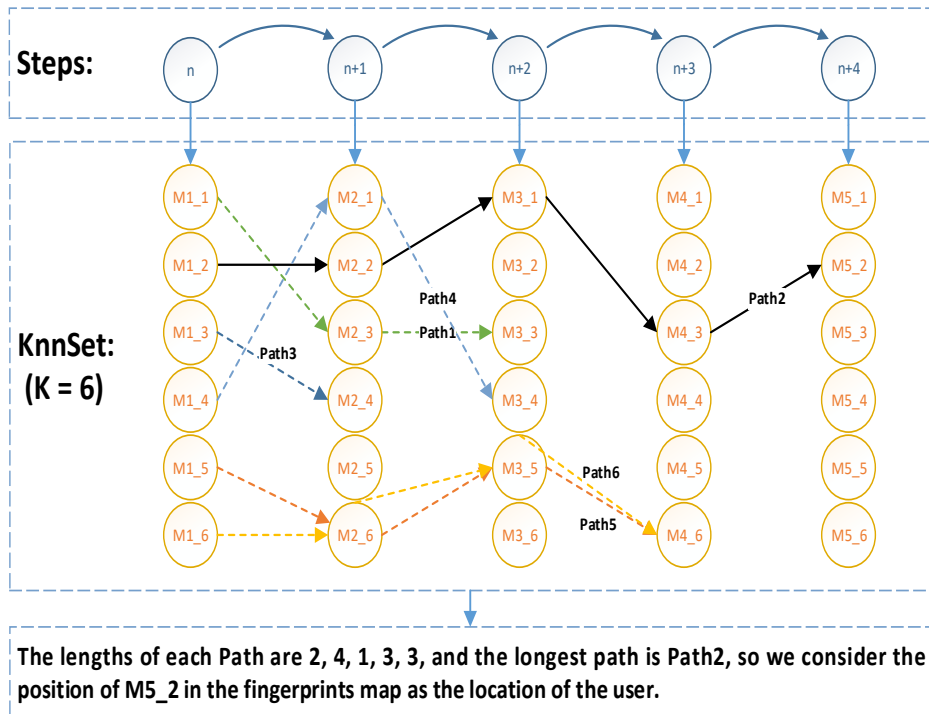 Steps:
n
n+1
n+2
n+3
n+4
M1_1
M2_1
M3_1
M4_1
M5_1
M1_2
M2_2
M3_2
M4_2
M5_2
Path4
Path2
M1_3
M2_3
Path1
M3_3
M4_3
M5_3
KnnSet:
(K = 6)
Path3
M1_4
M2_4
M3_4
M4_4
M5_4
M1_5
M2_5
M3_5
M4_5
M5_5
Path6
Path5
M1_6
M2_6
M3_6
M4_6
M5_6
The lengths of each Path are 2, 4, 1, 3, 3, and the longest path is Path2, so we consider the
position of M5_2 in the fingerprints map as the location of the user.